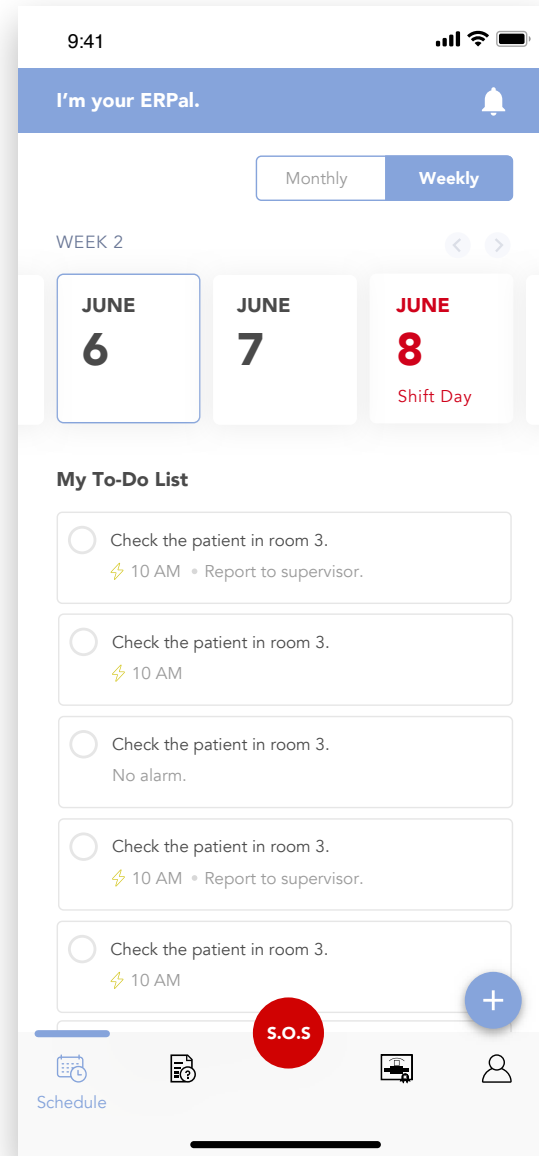 9:41
I'm your ERPal.
Monthly Weekly
WEEK 2
JUNE JUNE JUNE
6 7 8
Shift Day
My To-Do List
Check the patient in room 3.
10 AM • Report to supervisor.
Check the patient in room 3.
10 AM
Check the patient in room 3.
No alarm.
Check the patient in room 3.
10 AM • Report to supervisor.
Check the patient in room 3.
10 AM
+
S.O.S
Schedule